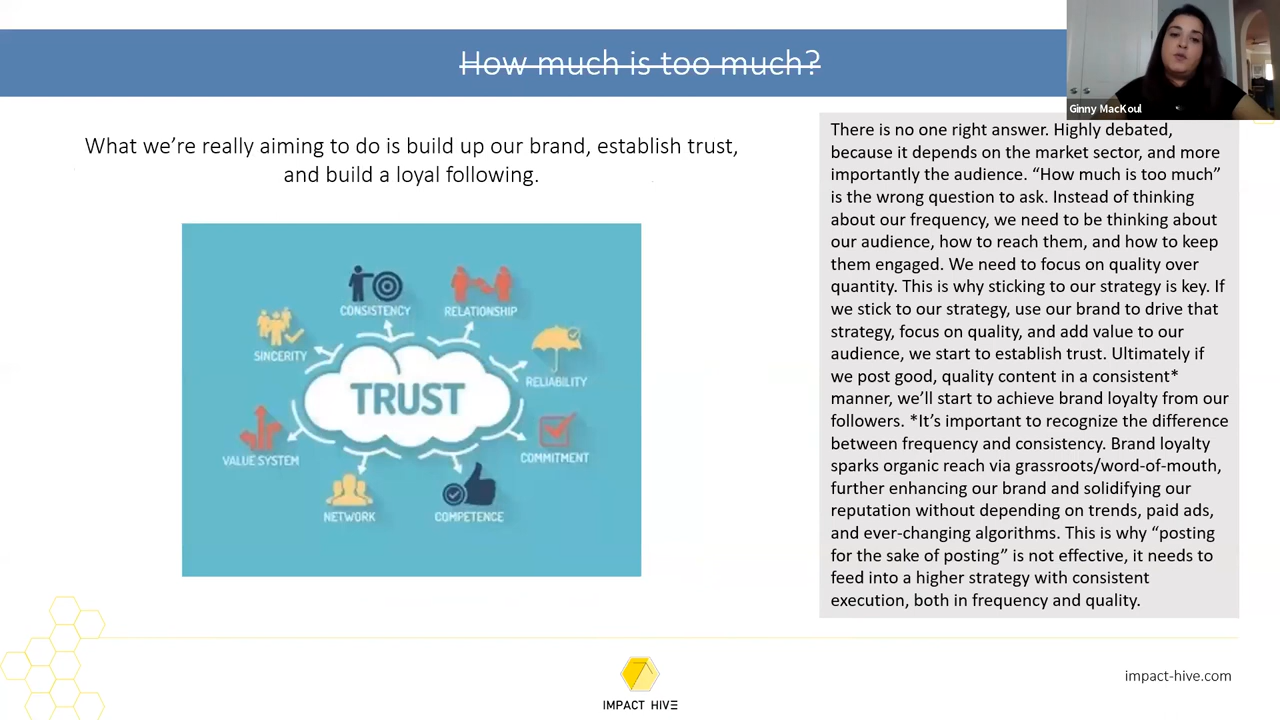 How much is too much?
Ginny MacKoul
What we’re really aiming to do is build up our brand, establish trust,
and build a loyal following.
CONSISTENCY
RELATIONSHIP
SINCERITY
RELIABILITY
TRUST
VALUE SYSTEM
COMMITMENT
NETWORK
COMPETENCE
There is no one right answer. Highly debated,
because it depends on the market sector, and more
importantly the audience. “How much is too much”
is the wrong question to ask. Instead of thinking
about our frequency, we need to be thinking about
our audience, how to reach them, and how to keep
them engaged. We need to focus on quality over
quantity. This is why sticking to our strategy is key. If
we stick to our strategy, use our brand to drive that
strategy, focus on quality, and add value to our
audience, we start to establish trust. Ultimately if
we post good, quality content in a consistent*
manner, we’ll start to achieve brand loyalty from our
followers. *It’s important to recognize the difference
between frequency and consistency. Brand loyalty
sparks organic reach via grassroots/word-of-mouth,
further enhancing our brand and solidifying our
reputation without depending on trends, paid ads,
and ever-changing algorithms. This is why “posting
for the sake of posting” is not effective, it needs to
feed into a higher strategy with consistent
execution, both in frequency and quality.
IMPACT HIVE
impact-hive.com